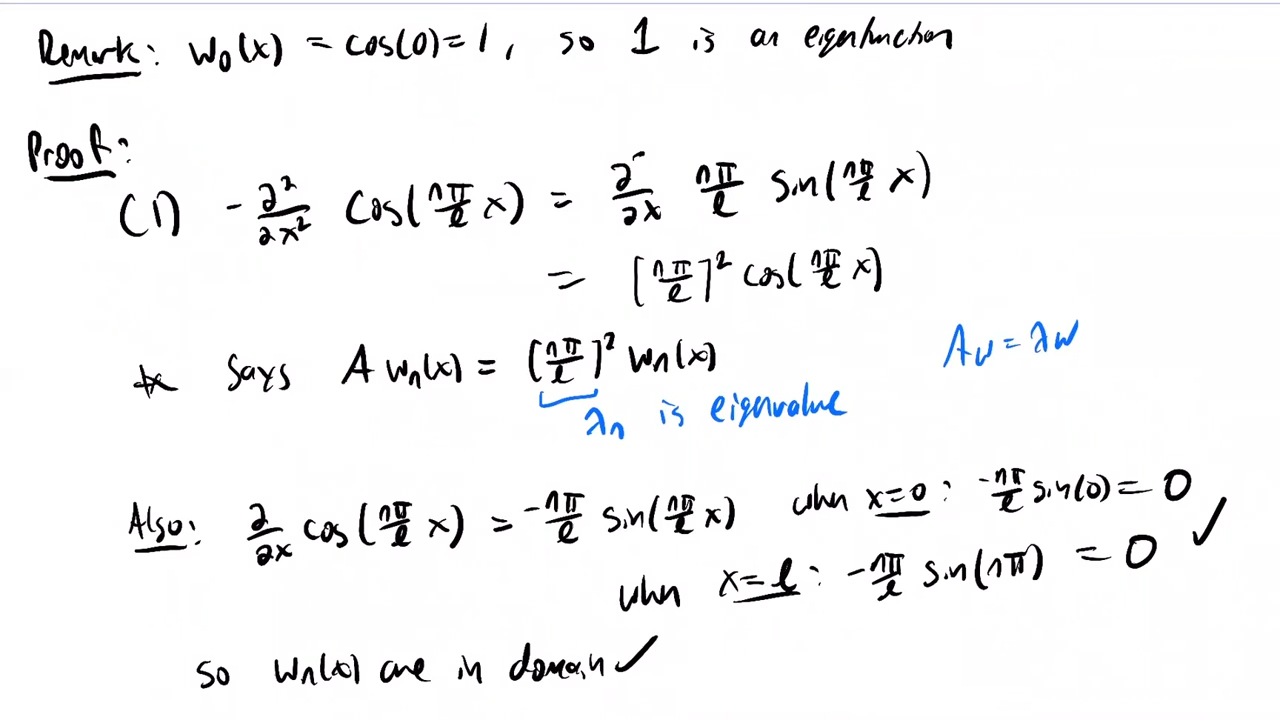 Remark: w₀(x) = cos(0)=1, so 1 is an eigenfunction
Proof:
(1) -∂²/∂x² cos(nπ/ℓ x) = ∂/∂x nπ/ℓ sin(nπ/ℓ x)
= [nπ/ℓ]² cos(nπ/ℓ x)
* says A wₙ(x) = [nπ/ℓ]² wₙ(x) Aw = λw
λₙ is eigenvalue
Also: ∂/∂x cos(nπ/ℓ x) = -nπ/ℓ sin(nπ/ℓ x) when x=0: -nπ/ℓ sin(0) = 0 ✓
when x=ℓ: -nπ/ℓ sin(nπ) = 0
so wₙ(x) are in domain ✓